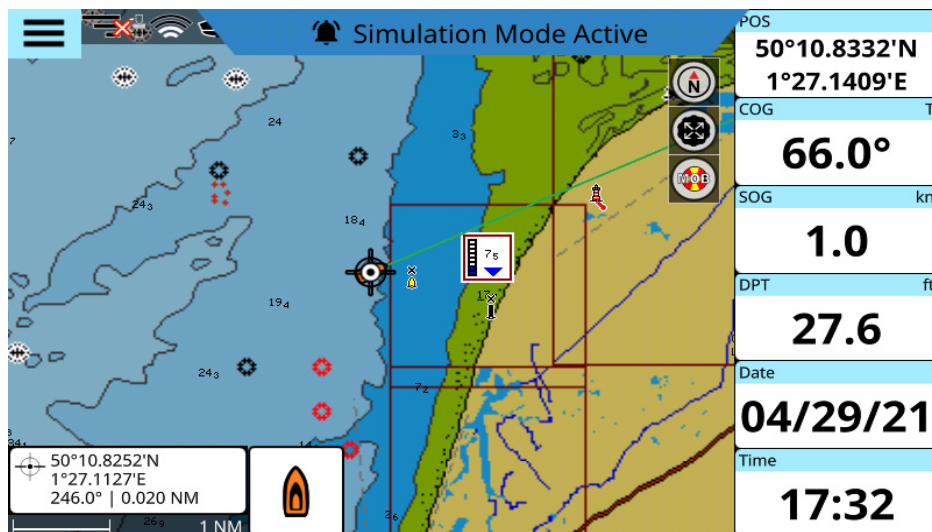 Simulation Mode Active
POS
50°10.8332'N
1°27.1409'E
COG T
66.0°
SOG kn
1.0
DPT ft
27.6
Date
04/29/21
Time
17:32
N
MOB
24
3₃
24₃
18₄
7₅
17
19₄
24₃
7₂
2₆
26₉
50°10.8252'N
1°27.1127'E
246.0° | 0.020 NM
1 NM